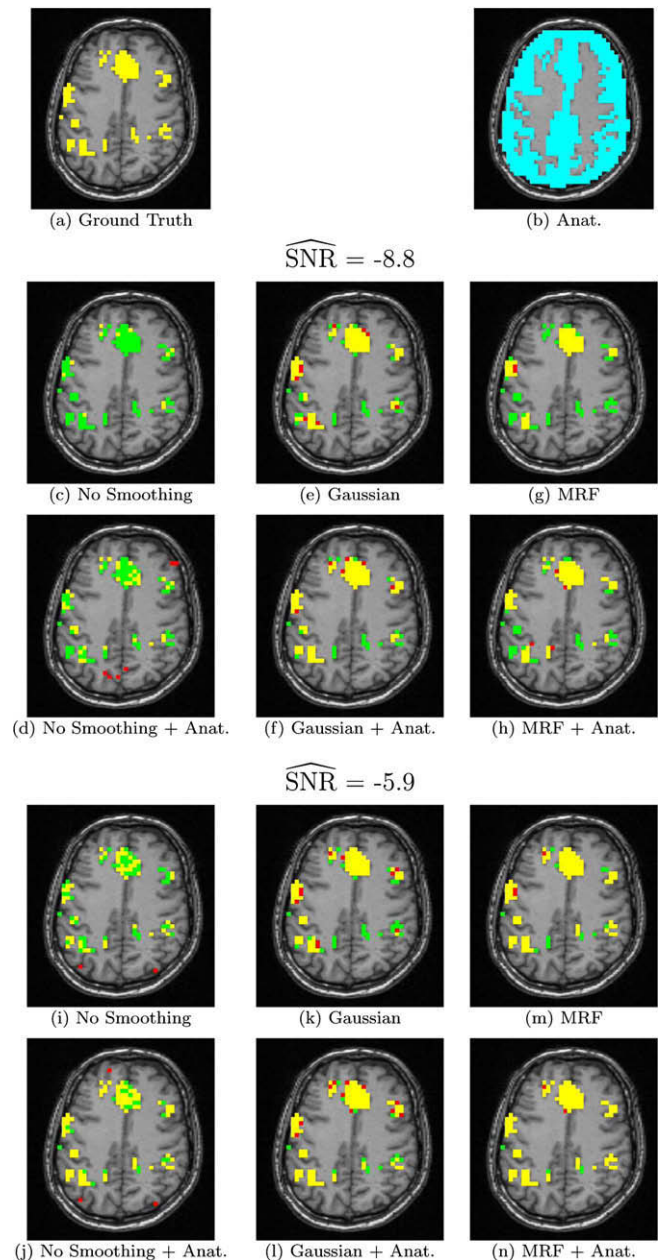 (a) Ground Truth
(b) Anat.
SNR = -8.8
(c) No Smoothing
(e) Gaussian
(g) MRF
(d) No Smoothing + Anat.
(f) Gaussian + Anat.
(h) MRF + Anat.
SNR = -5.9
(i) No Smoothing
(k) Gaussian
(m) MRF
(j) No Smoothing + Anat.
(l) Gaussian + Anat.
(n) MRF + Anat.